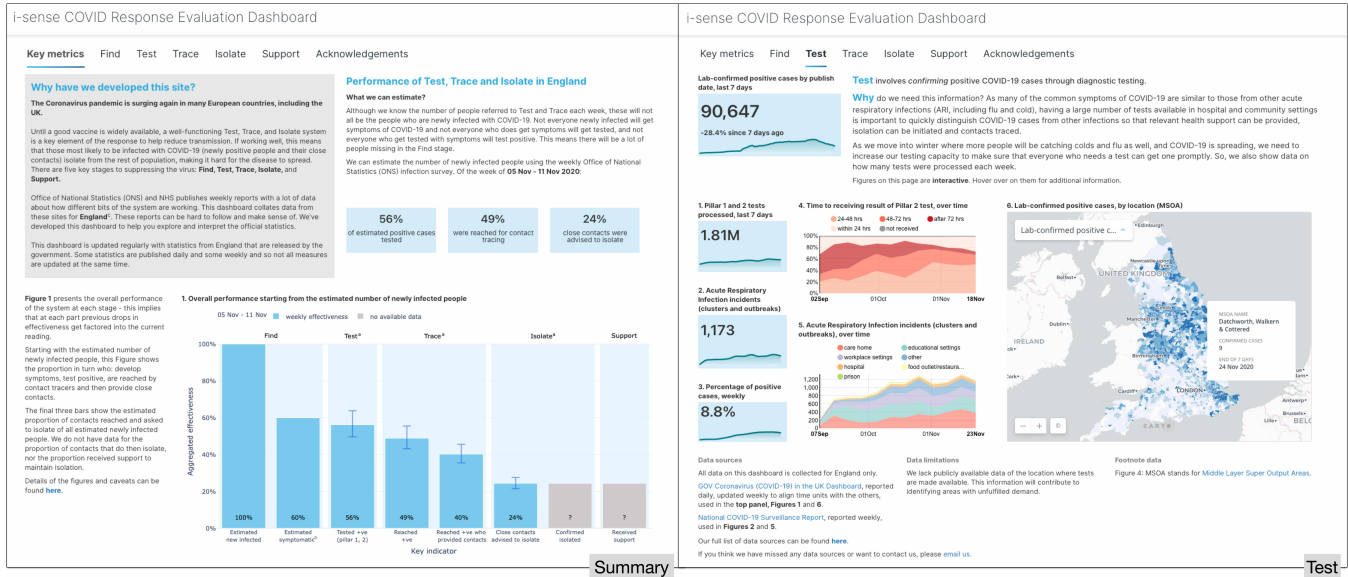 i-sense COVID Response Evaluation Dashboard
Key metrics Find Test Trace Isolate Support Acknowledgements
Why have we developed this site?
The Coronavirus pandemic is surging again in many European countries, including the
UK.
Until a good vaccine is widely available, a well-functioning Test, Trace, and Isolate system
is a key element of the response to help reduce transmission. If working well, this means
that those most likely to be infected with COVID-19 (newly positive people and their close
contacts) isolate from the rest of population, making it hard for the disease to spread.
There are five key stages to suppressing the virus: Find, Test, Trace, Isolate, and
Support.
Office of National Statistics (ONS) and NHS publishes weekly reports with a lot of data
about how different bits of the system are working. This dashboard collates data from
these sites for England°. These reports can be hard to follow and make sense of. We've
developed this dashboard to help you explore and interpret the official statistics.
This dashboard is updated regularly with statistics from England that are released by the
government. Some statistics are published daily and some weekly and so not all measures
are updated at the same time.
Performance of Test, Trace and Isolate in England
What we can estimate?
Although we know the number of people referred to Test and Trace each week, these will not
all be the people who are newly infected with COVID-19. Not everyone newly infected will get
symptoms of COVID-19 and not everyone who does get symptoms will get tested, and not
everyone who get tested with symptoms will test positive. This means there will be a lot of
people missing in the Find stage.
We can estimate the number of newly infected people using the weekly Office of National
Statistics (ONS) infection survey. Of the week of 05 Nov - 11 Nov 2020:
56%
of estimated positive cases
tested
49%
were reached for contact
tracing
24%
close contacts were
advised to isolate
Figure 1 presents the overall performance
of the system at each stage - this implies
that at each part previous drops in
effectiveness get factored into the current
reading.
Starting with the estimated number of
newly infected people, this Figure shows
the proportion in turn who: develop
symptoms, test positive, are reached by
contact tracers and then provide close
contacts.
The final three bars show the estimated
proportion of contacts reached and asked
to isolate of all estimated newly infected
people. We do not have data for the
proportion of contacts that do then isolate,
nor the proportion received support to
maintain isolation.
Details of the figures and caveats can be
found here.
1. Overall performance starting from the estimated number of newly infected people
05 Nov - 11 Nov weekly effectiveness no available data
Find Testᵃ Traceᵃ Isolateᵃ Support
Aggregated effectiveness
100%
80%
60%
40%
20%
0%
100% 60% 56% 49% 40% 24% ? ?
Estimated
new infected
Estimated
symptomaticᵇ
Tested +ve
(pillar 1, 2)
Reached
+ve
Reached +ve who
provided contacts
Close contacts
advised to isolate
Confirmed
isolated
Received
support
Key indicator
Summary
i-sense COVID Response Evaluation Dashboard
Key metrics Find Test Trace Isolate Support Acknowledgements
Lab-confirmed positive cases by publish
date, last 7 days
90,647
-28.4% since 7 days ago
Test involves confirming positive COVID-19 cases through diagnostic testing.
Why do we need this information? As many of the common symptoms of COVID-19 are similar to those from other acute
respiratory infections (ARI, including flu and cold), having a large number of tests available in hospital and community settings
is important to quickly distinguish COVID-19 cases from other infections so that relevant health support can be provided,
isolation can be initiated and contacts traced.
As we move into winter where more people will be catching colds and flu as well, and COVID-19 is spreading, we need to
increase our testing capacity to make sure that everyone who needs a test can get one promptly. So, we also show data on
how many tests were processed each week.
Figures on this page are interactive. Hover over on them for additional information.
1. Pillar 1 and 2 tests
processed, last 7 days
1.81M
2. Acute Respiratory
Infection incidents
(clusters and outbreaks)
1,173
3. Percentage of positive
cases, weekly
8.8%
4. Time to receiving result of Pillar 2 test, over time
24-48 hrs 48-72 hrs after 72 hrs
within 24 hrs not received
100%
80%
60%
40%
20%
0%
02Sep 01Oct 01Nov 18Nov
5. Acute Respiratory Infection incidents (clusters and
outbreaks), over time
care home educational settings
workplace settings other
hospital food outlet/restaura...
prison
1,200
1,000
800
600
400
200
0
07Sep 01Oct 01Nov 23Nov
6. Lab-confirmed positive cases, by location (MSOA)
Lab-confirmed positive c...
Edinburgh
Newcastle upon
Belfast
UNITED KINGDOM
Leeds
Manchester
Dublin
IRELAND
Birmingham
Cork
Cardiff
LONDON
Antwerp
Brussels
Lille
BELG
CARTO
MSOA NAME
Datchworth, Walkern
& Cottered
CONFIRMED CASES
9
END OF 7 DAYS
24 Nov 2020
Data sources
All data on this dashboard is collected for England only.
GOV Coronavirus (COVID-19) in the UK Dashboard, reported
daily, updated weekly to align time units with the others,
used in the top panel, Figures 1 and 6.
National COVID-19 Surveillance Report, reported weekly,
used in Figures 2 and 5.
Our full list of data sources can be found here.
If you think we have missed any data sources or want to contact us, please email us.
Data limitations
We lack publicly available data of the location where tests
are made available. This information will contribute to
identifying areas with unfulfilled demand.
Footnote data
Figure 4: MSOA stands for Middle Layer Super Output Areas.
Test